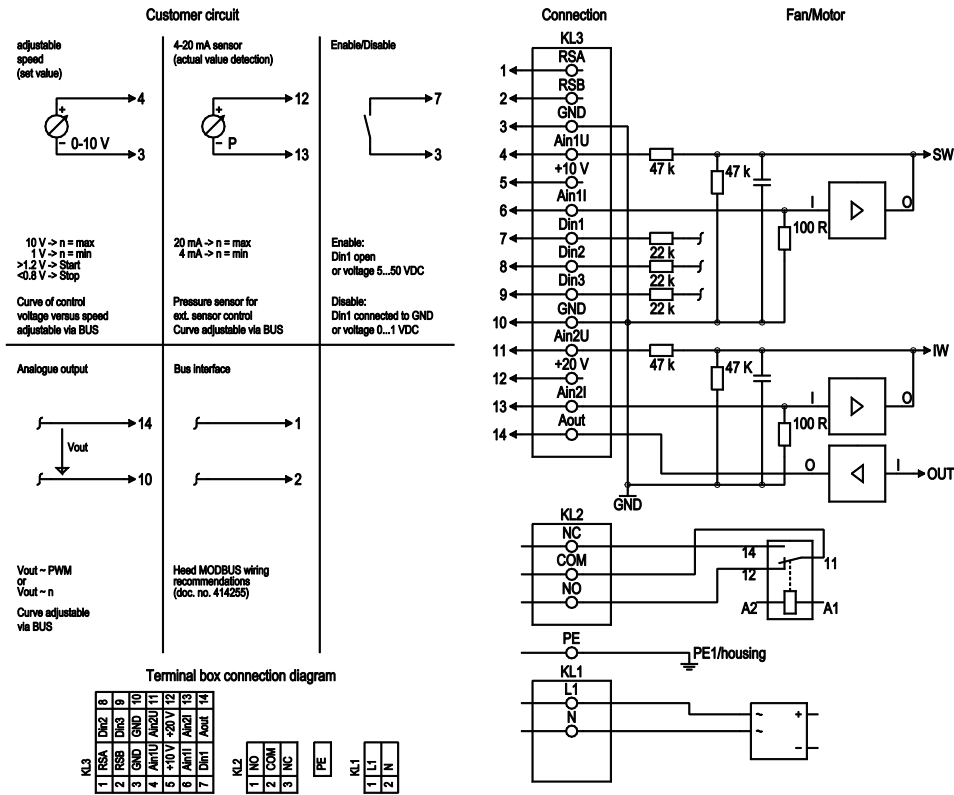 Customer circuit
Connection
Fan/Motor
adjustable
speed
(set value)
+
− 0-10 V
4
3
4-20 mA sensor
(actual value detection)
+
− P
12
13
Enable/Disable
7
3
10 V -> n = max
1 V -> n = min
>1.2 V -> Start
<0.8 V -> Stop
20 mA -> n = max
4 mA -> n = min
Enable:
Din1 open
or voltage 5...50 VDC
Curve of control
voltage versus speed
adjustable via BUS
Pressure sensor for
ext. sensor control
Curve adjustable via BUS
Disable:
Din1 connected to GND
or voltage 0...1 VDC
Analogue output
14
Vout
10
Bus interface
1
2
Vout ~ PWM
or
Vout ~ n
Curve adjustable
via BUS
Heed MODBUS wiring
recommendations
(doc. no. 414255)
KL3
1 RSA
2 RSB
3 GND
4 Ain1U
47 k
47 k
SW
5 +10 V
6 Ain1I
I
O
100 R
7 Din1
22 k
8 Din2
22 k
9 Din3
22 k
10 GND
11 Ain2U
47 k
47 K
IW
12 +20 V
13 Ain2I
I
O
100 R
14 Aout
O
I
OUT
GND
KL2
NC
COM
NO
14
12
11
A2
A1
PE
PE1/housing
KL1
L1
N
~
~
+
−
Terminal box connection diagram
KL3
1 RSA Din2 8
2 RSB Din3 9
3 GND GND 10
4 Ain1U Ain2U 11
5 +10 V +20 V 12
6 Ain1I Ain2I 13
7 Din1 Aout 14
KL2
1 NO
2 COM
3 NC
PE
KL1
1 L1
2 N